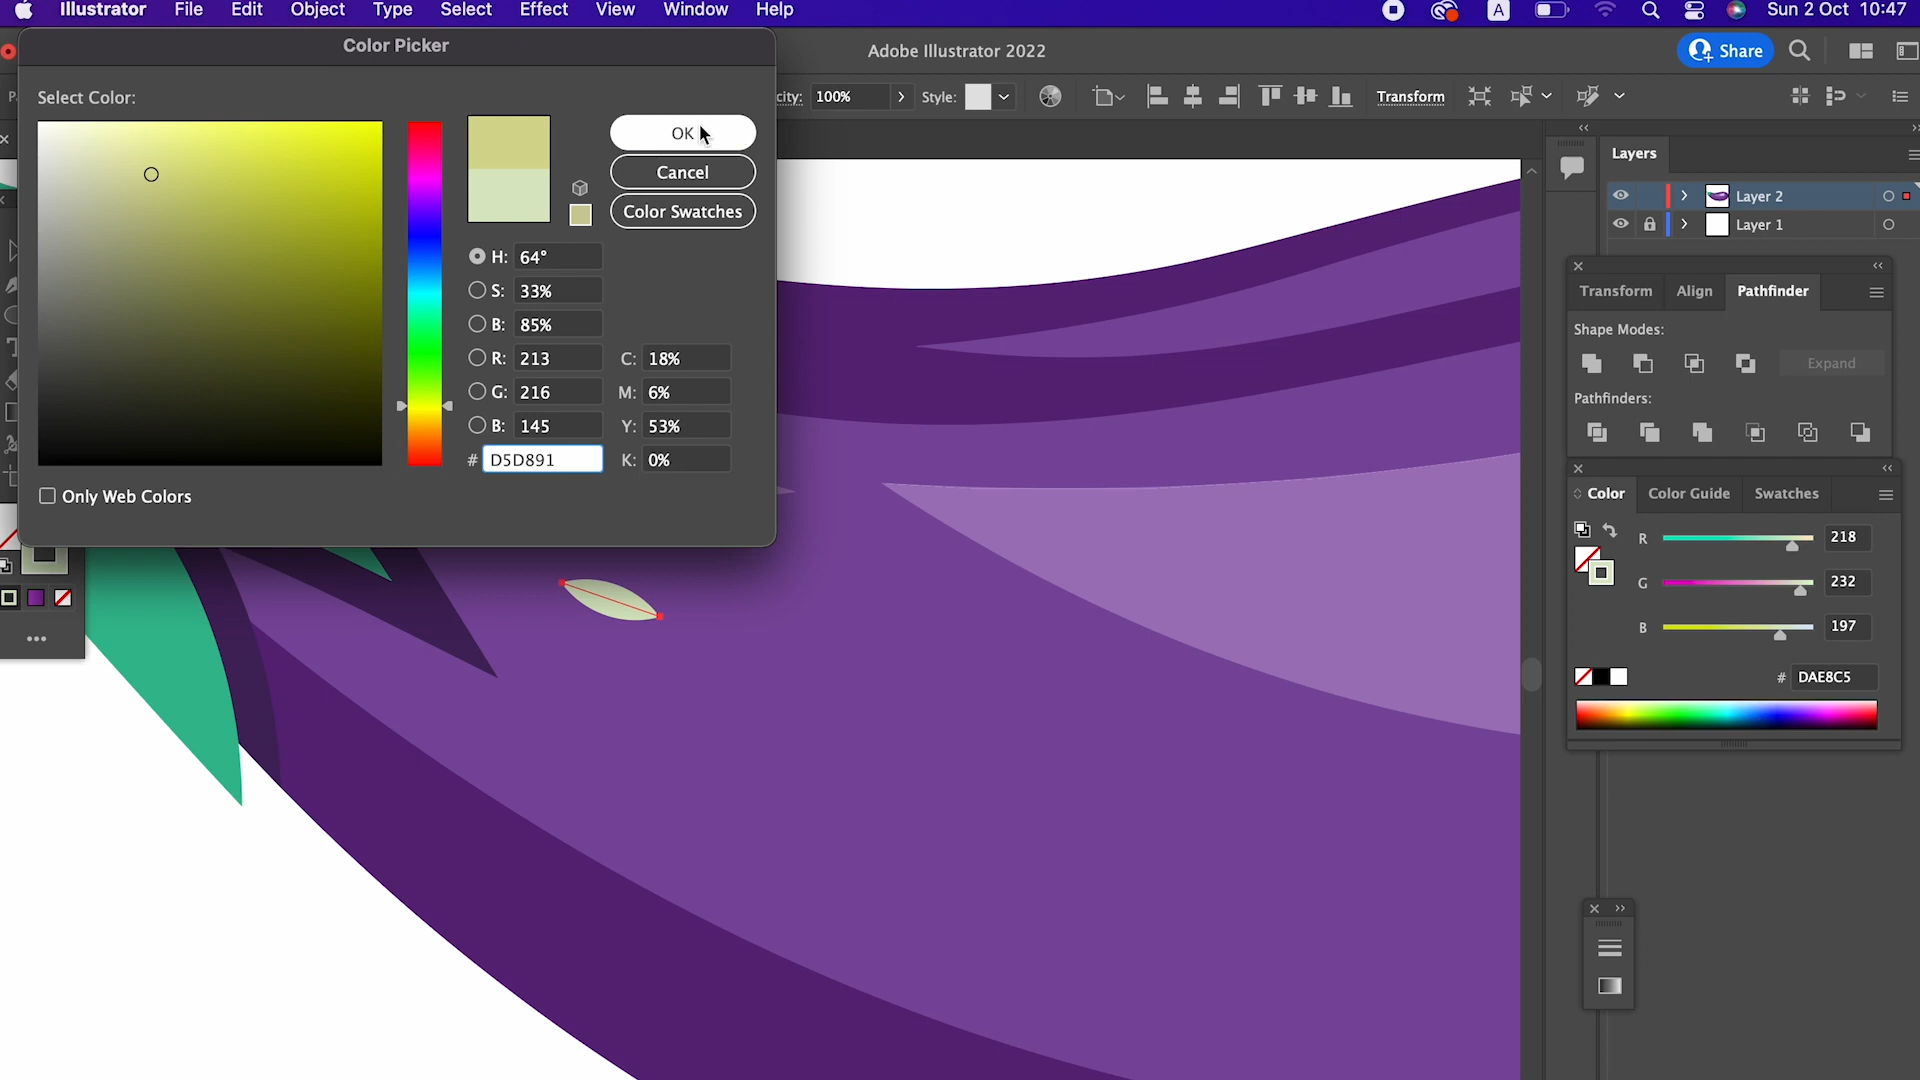 Illustrator File Edit Object Type Select Effect View Window Help A Sun 2 Oct 10:47
Color Picker
Adobe Illustrator 2022
Share
Select Color:
city: 100% Style: Transform
OK
Cancel
Color Swatches
H: 64°
S: 33%
B: 85%
R: 213 C: 18%
G: 216 M: 6%
B: 145 Y: 53%
# D5D891 K: 0%
Only Web Colors
Layers
Layer 2
Layer 1
Transform Align Pathfinder
Shape Modes:
Expand
Pathfinders:
Color Color Guide Swatches
R 218
G 232
B 197
# DAE8C5